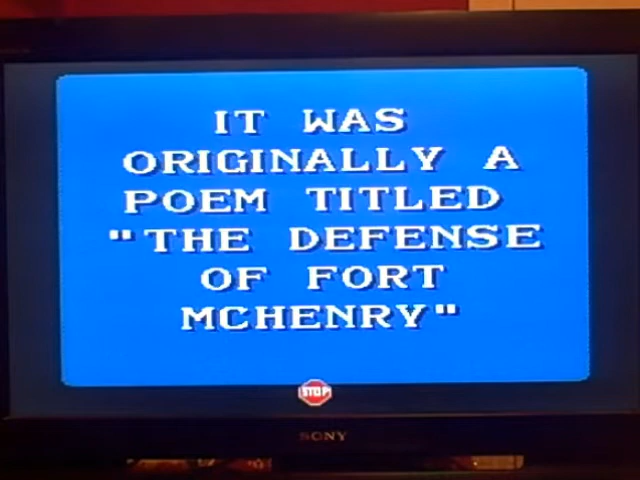 IT WAS
ORIGINALLY A
POEM TITLED
"THE DEFENSE
OF FORT
MCHENRY"
STOP
SONY